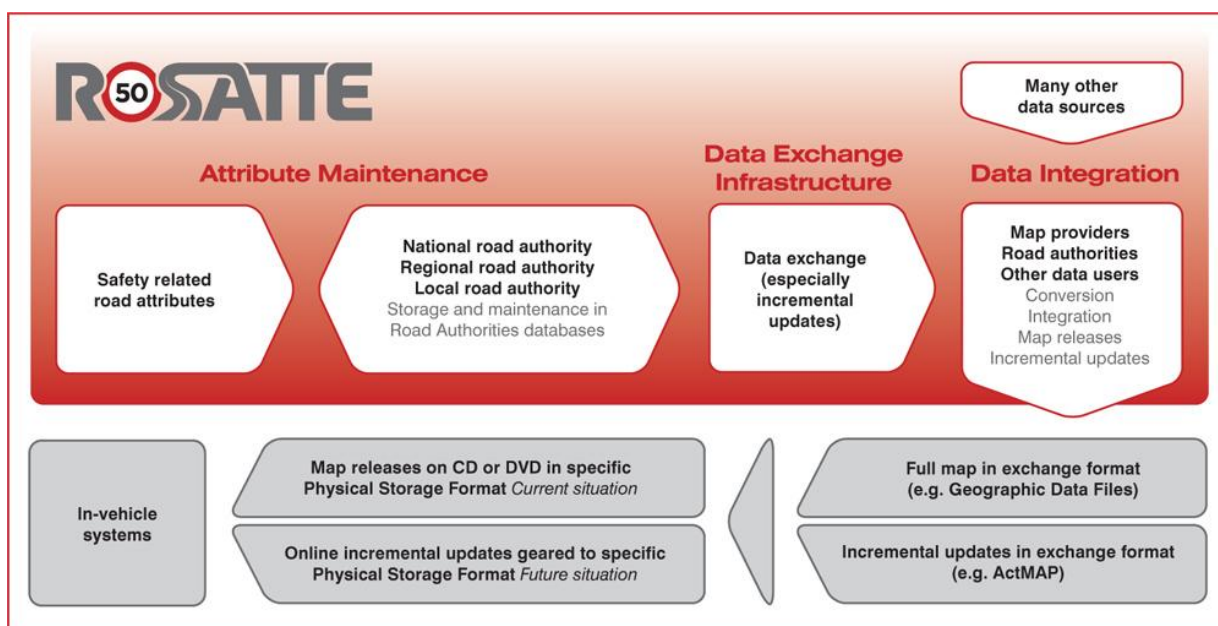 ROSATTE
50
Many other
data sources
Attribute Maintenance
Data Exchange
Infrastructure
Data Integration
Safety related
road attributes
National road authority
Regional road authority
Local road authority
Storage and maintenance in
Road Authorities databases
Data exchange
(especially
incremental
updates)
Map providers
Road authorities
Other data users
Conversion
Integration
Map releases
Incremental updates
In-vehicle
systems
Map releases on CD or DVD in specific
Physical Storage Format Current situation
Online incremental updates geared to specific
Physical Storage Format Future situation
Full map in exchange format
(e.g. Geographic Data Files)
Incremental updates in exchange format
(e.g. ActMAP)